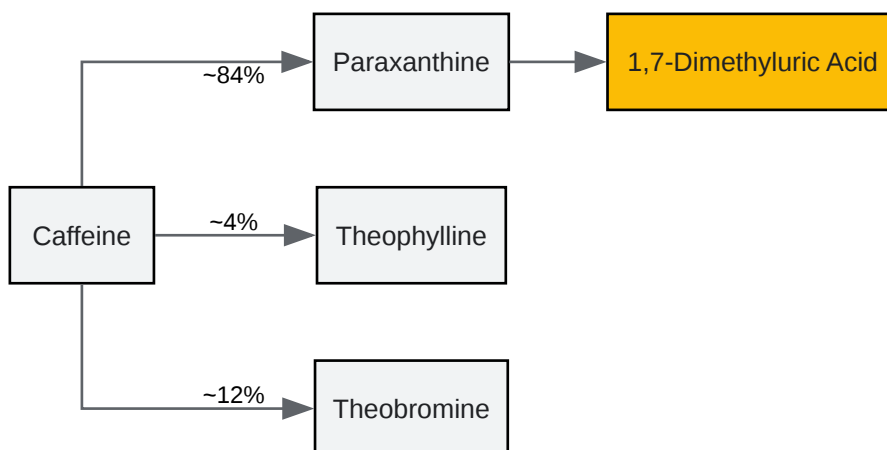 Paraxanthine
1,7-Dimethyluric Acid
~84%
Caffeine
~4%
Theophylline
~12%
Theobromine